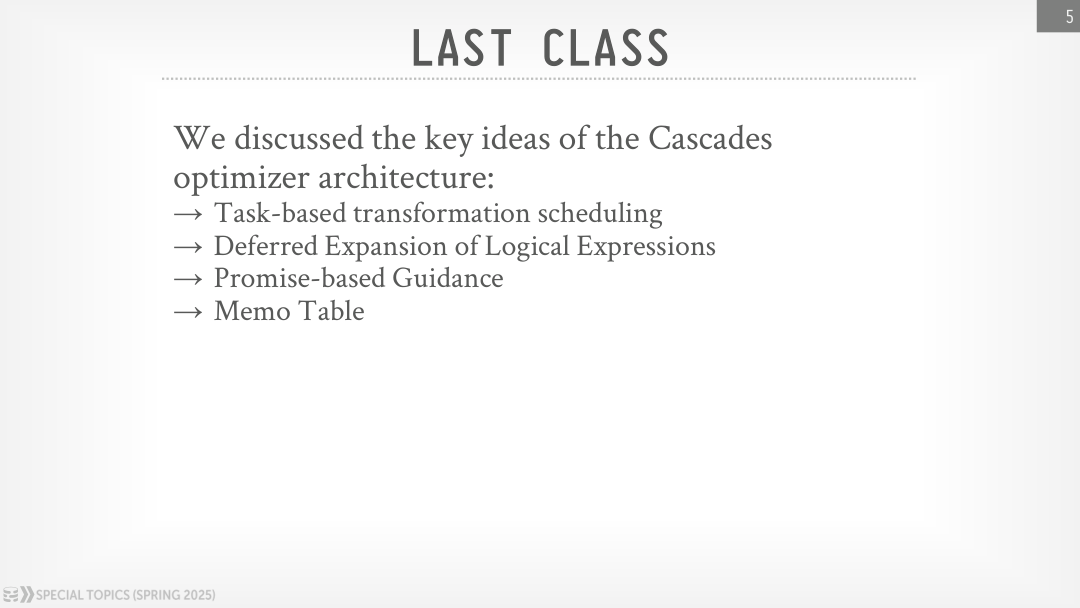 5
LAST CLASS
We discussed the key ideas of the Cascades
optimizer architecture:
→ Task-based transformation scheduling
→ Deferred Expansion of Logical Expressions
→ Promise-based Guidance
→ Memo Table
SPECIAL TOPICS (SPRING 2025)